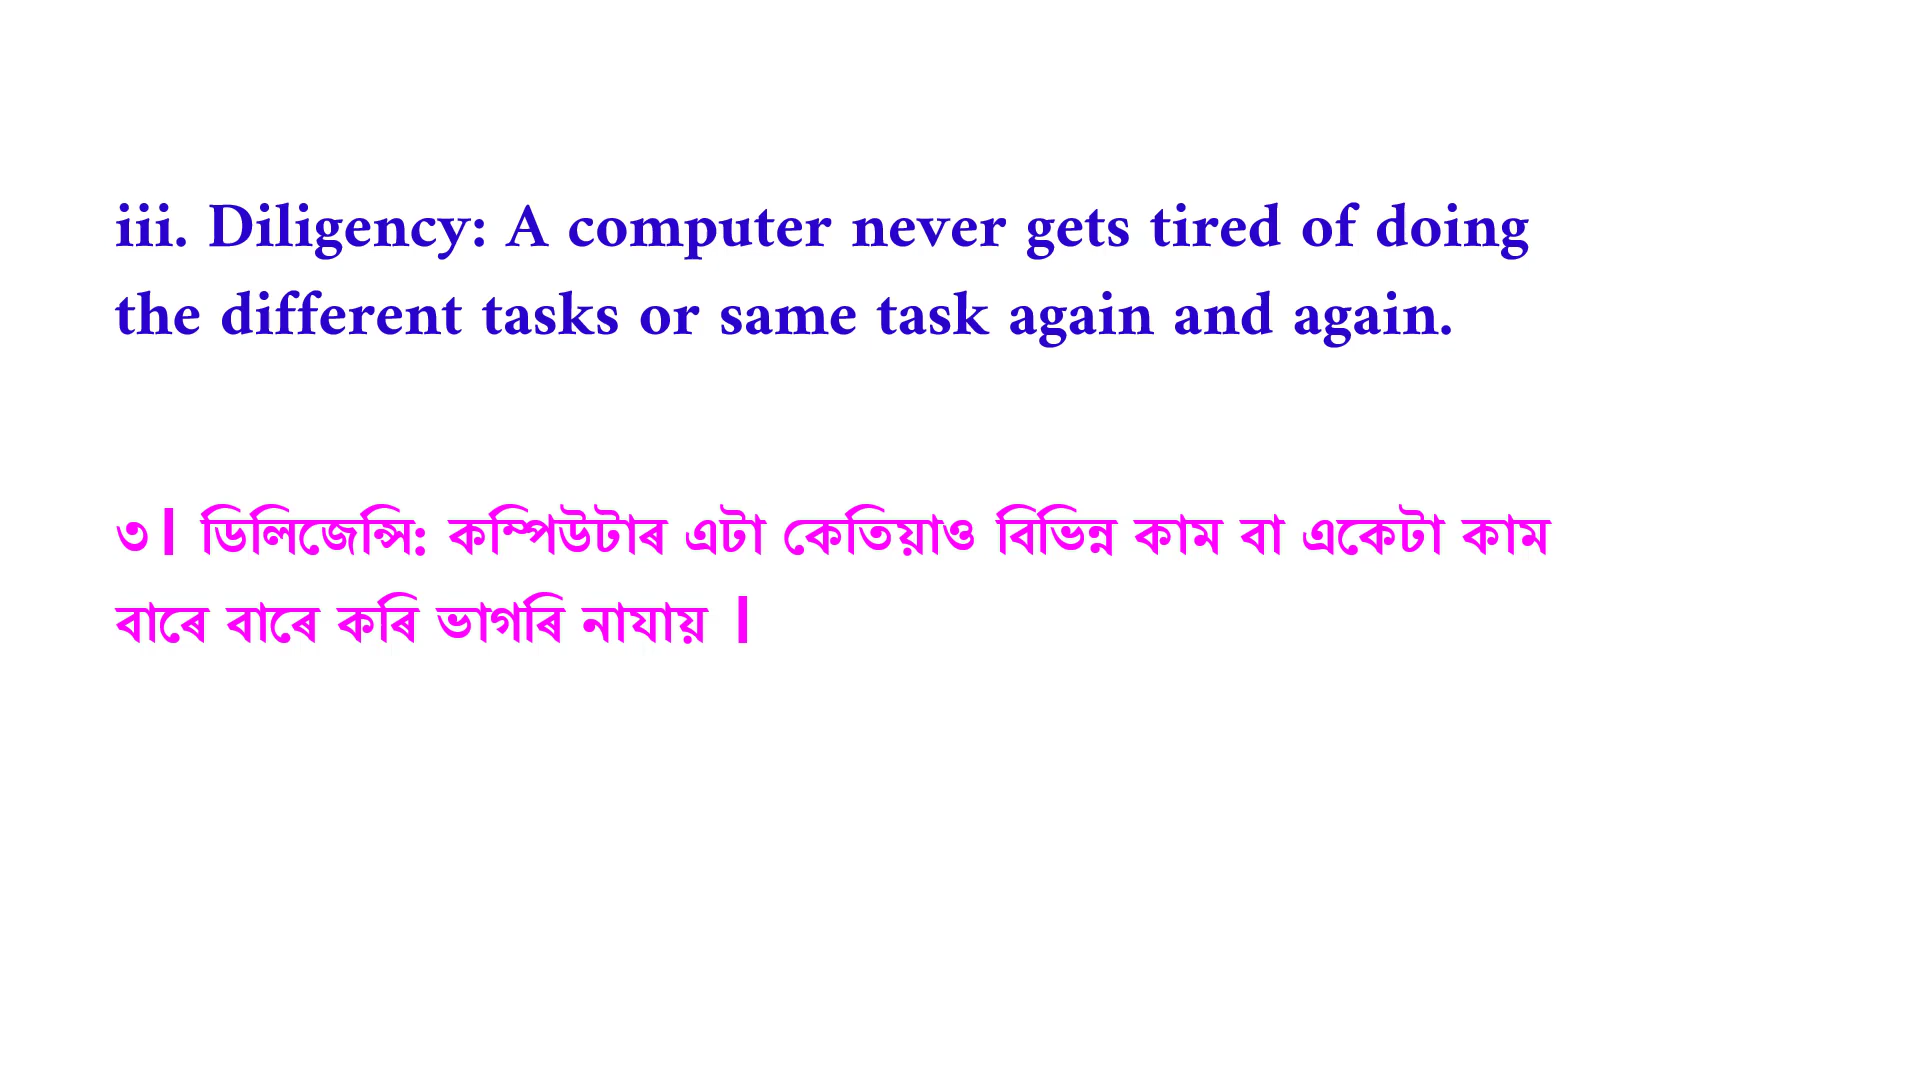 iii. Diligency: A computer never gets tired of doing
the different tasks or same task again and again.
৩। ডিলিজেন্সি: কম্পিউটাৰ এটা কেতিয়াও বিভিন্ন কাম বা একেটা কাম
বাৰে বাৰে কৰি ভাগৰি নাযায় ।